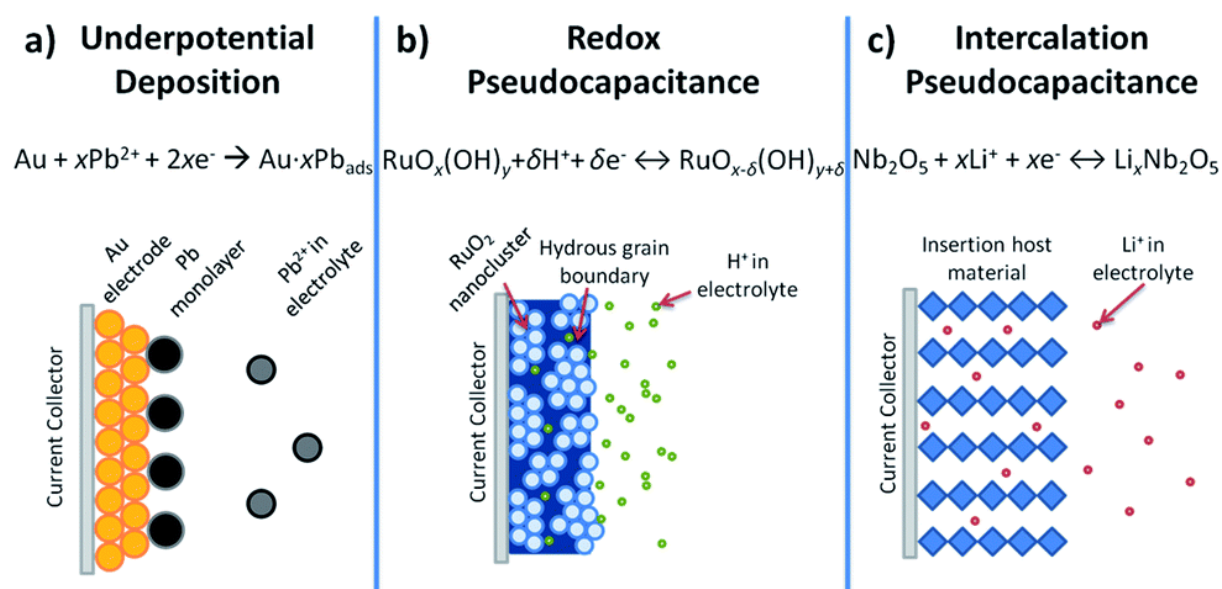 a) Underpotential
Deposition
Au + xPb²⁺ + 2xe⁻ → Au·xPb_ads
Au
electrode
Pb
monolayer
Pb²⁺ in
electrolyte
Current Collector
b) Redox
Pseudocapacitance
RuOₓ(OH)ᵧ+δH⁺+ δe⁻ ↔ RuOₓ₋δ(OH)ᵧ₊δ
RuO₂
nanocluster
Hydrous grain
boundary
H⁺ in
electrolyte
Current Collector
c) Intercalation
Pseudocapacitance
Nb₂O₅ + xLi⁺ + xe⁻ ↔ LiₓNb₂O₅
Insertion host
material
Li⁺ in
electrolyte
Current Collector